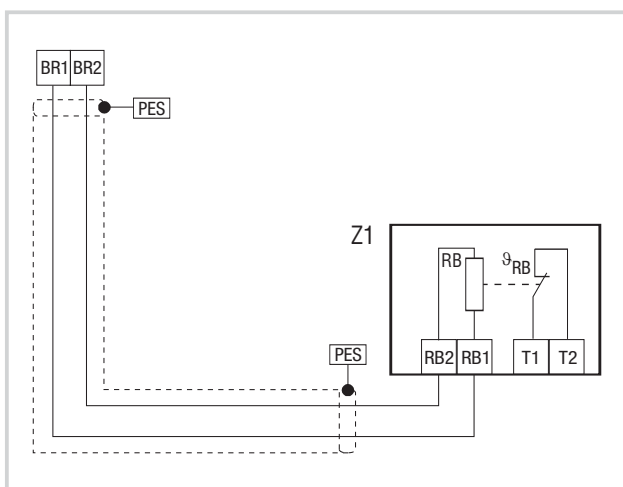 BR1 BR2
PES
Z1
RB
ϑRB
PES
RB2 RB1 T1 T2